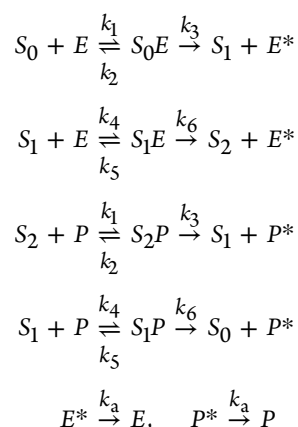 S₀ + E ⇌ S₀E → S₁ + E* (k₁, k₂, k₃)
S₁ + E ⇌ S₁E → S₂ + E* (k₄, k₅, k₆)
S₂ + P ⇌ S₂P → S₁ + P* (k₁, k₂, k₃)
S₁ + P ⇌ S₁P → S₀ + P* (k₄, k₅, k₆)
E* → E. P* → P (kₐ, kₐ)